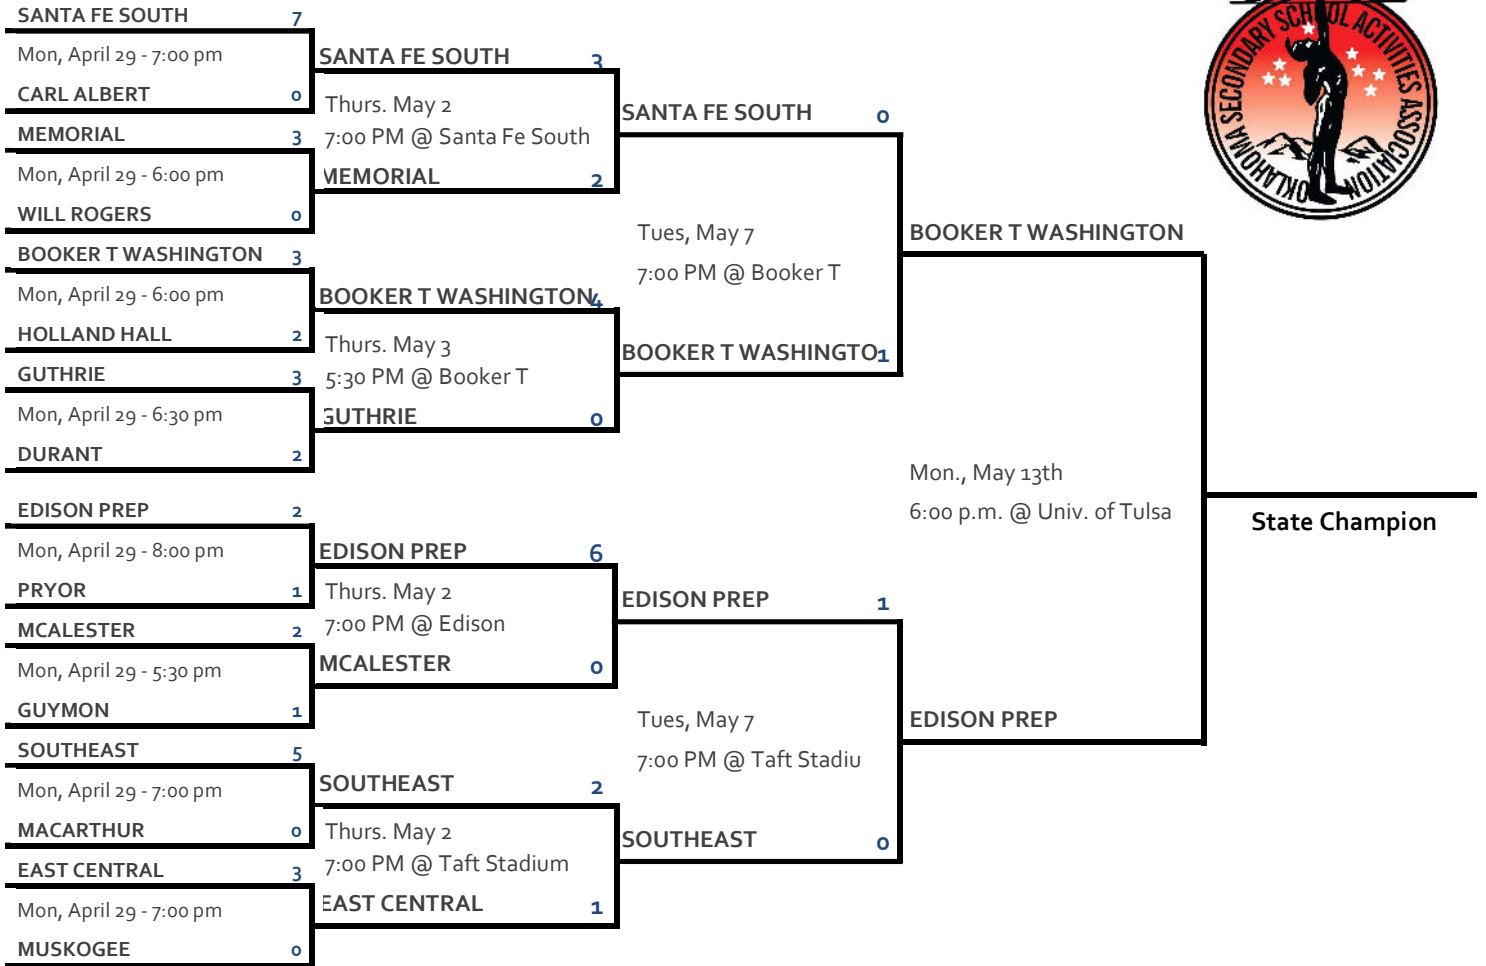 SANTA FE SOUTH 7
Mon, April 29 - 7:00 pm
CARL ALBERT 0
MEMORIAL 3
Mon, April 29 - 6:00 pm
WILL ROGERS 0
BOOKER T WASHINGTON 3
Mon, April 29 - 6:00 pm
HOLLAND HALL 2
GUTHRIE 3
Mon, April 29 - 6:30 pm
DURANT 2
EDISON PREP 2
Mon, April 29 - 8:00 pm
PRYOR 1
MCALESTER 2
Mon, April 29 - 5:30 pm
GUYMON 1
SOUTHEAST 5
Mon, April 29 - 7:00 pm
MACARTHUR 0
EAST CENTRAL 3
Mon, April 29 - 7:00 pm
MUSKOGEE 0
SANTA FE SOUTH 3
Thurs. May 2
7:00 PM @ Santa Fe South
MEMORIAL 2
BOOKER T WASHINGTON 4
Thurs. May 3
5:30 PM @ Booker T
GUTHRIE 0
EDISON PREP 6
Thurs. May 2
7:00 PM @ Edison
MCALESTER 0
SOUTHEAST 2
Thurs. May 2
7:00 PM @ Taft Stadium
EAST CENTRAL 1
SANTA FE SOUTH 0
Tues, May 7
7:00 PM @ Booker T
BOOKER T WASHINGTO 1
EDISON PREP 1
Tues, May 7
7:00 PM @ Taft Stadiu
SOUTHEAST 0
BOOKER T WASHINGTON
Mon., May 13th
6:00 p.m. @ Univ. of Tulsa
EDISON PREP
State Champion
OKLAHOMA SECONDARY SCHOOL ACTIVITIES ASSOCIATION